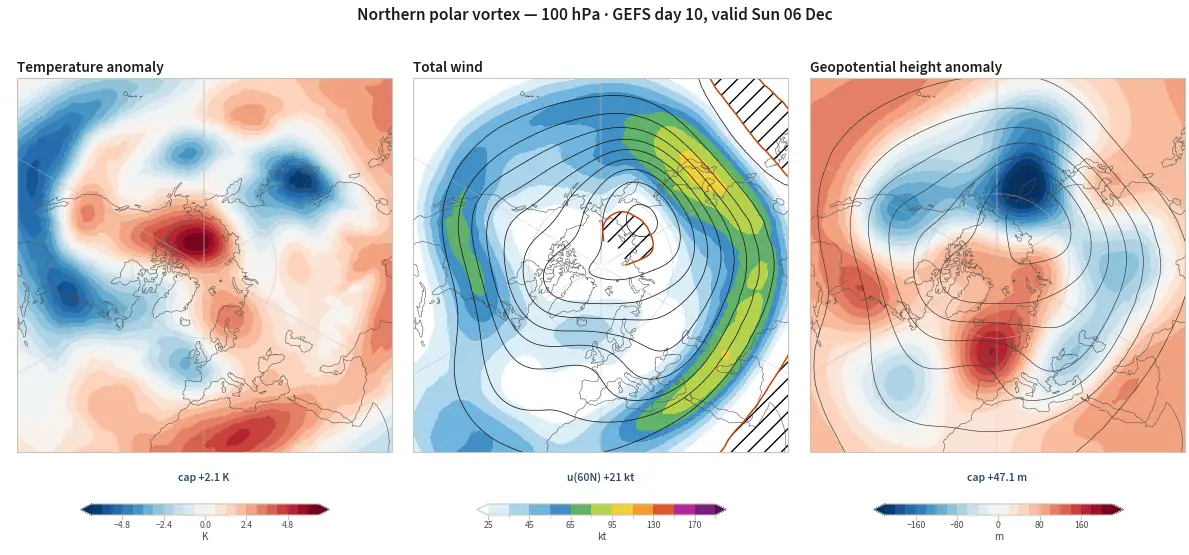 Northern polar vortex — 100 hPa · GEFS day 10, valid Sun 06 Dec
Temperature anomaly
Total wind
Geopotential height anomaly
cap +2.1 K
u(60N) +21 kt
cap +47.1 m
−4.8 −2.4 0.0 2.4 4.8
K
25 45 65 95 130 170
kt
−160 −80 0 80 160
m